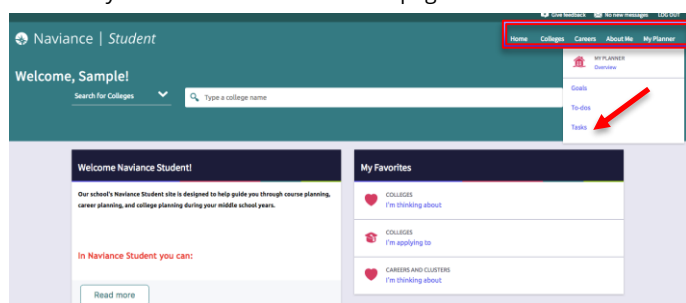 Give feedback No new messages LOG OUT
Naviance | Student
Home Colleges Careers About Me My Planner
MY PLANNER
Overview
Welcome, Sample!
Search for Colleges Type a college name
Goals
To-dos
Tasks
Welcome Naviance Student!
Our school's Naviance Student site is designed to help guide you through course planning,
career planning, and college planning during your middle school years.
In Naviance Student you can:
Read more
My Favorites
COLLEGES
I'm thinking about
COLLEGES
I'm applying to
CAREERS AND CLUSTERS
I'm thinking about